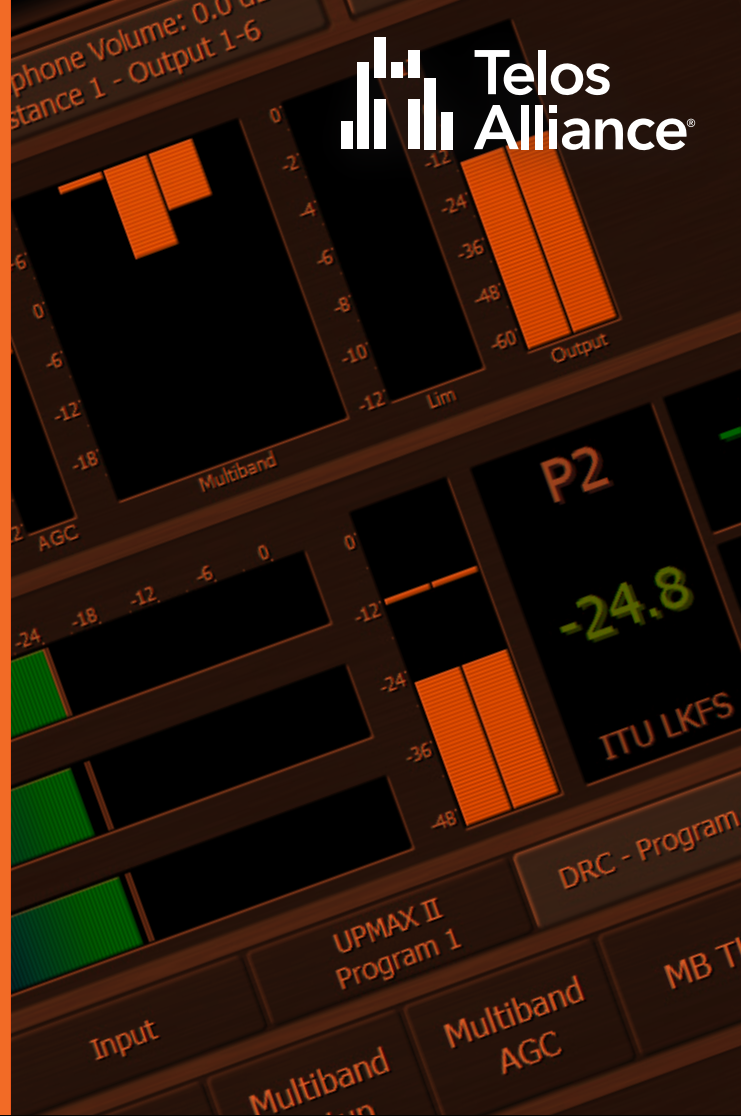 phone Volume: 0.0
stance 1 - Output 1-6
Telos
Alliance®
-6
0
-6
-12
-18
AGC
Multiband
0
-2
-4
-6
-8
-10
-12
Lim
-12
-24
-36
-48
-60
Output
-24
-18
-12
-6
0
0
-12
-24
-36
-48
P2
-24.8
ITU LKFS
DRC - Program
UPMAX II
Program 1
Input
MB
Multiband
AGC
Multiband